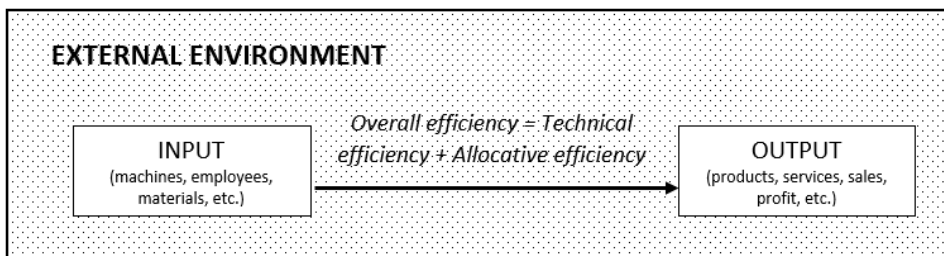 EXTERNAL ENVIRONMENT
Overall efficiency = Technical
efficiency + Allocative efficiency
INPUT
(machines, employees,
materials, etc.)
OUTPUT
(products, services, sales,
profit, etc.)